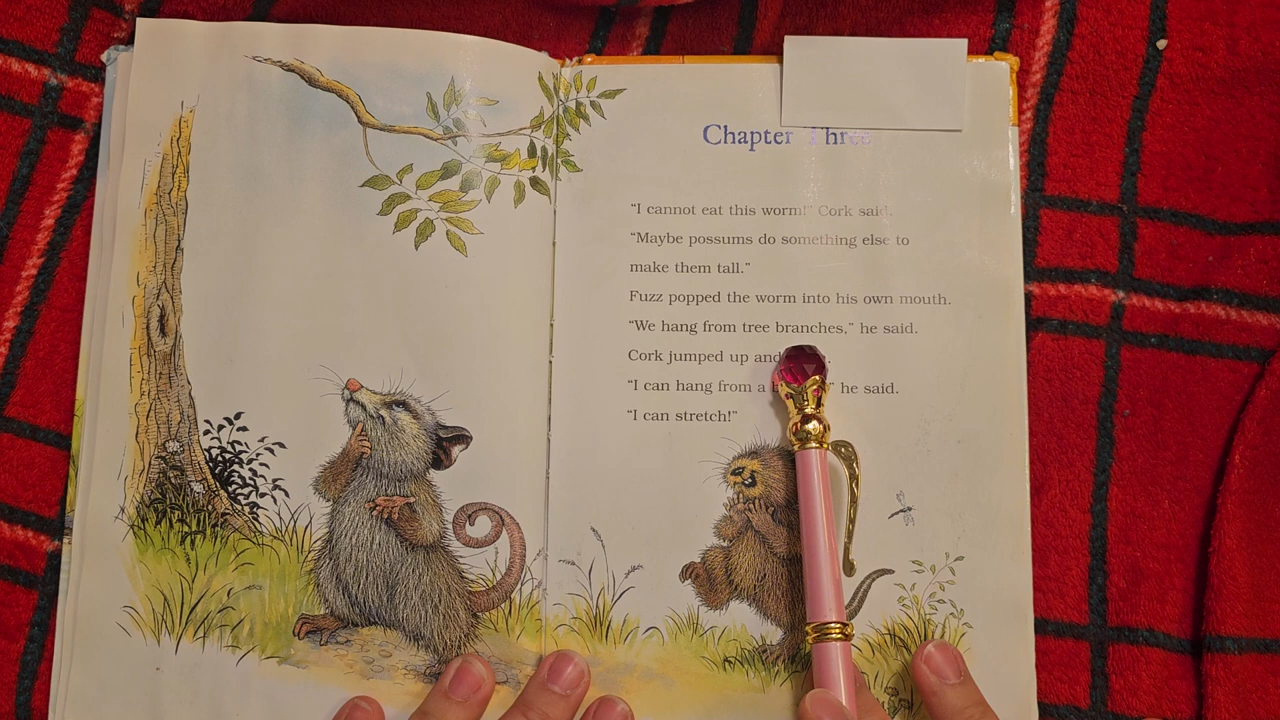 Chapter Three
"I cannot eat this worm!" Cork said.
"Maybe possums do something else to
make them tall."
Fuzz popped the worm into his own mouth.
"We hang from tree branches," he said.
Cork jumped up and
"I can hang from a " he said.
"I can stretch!"